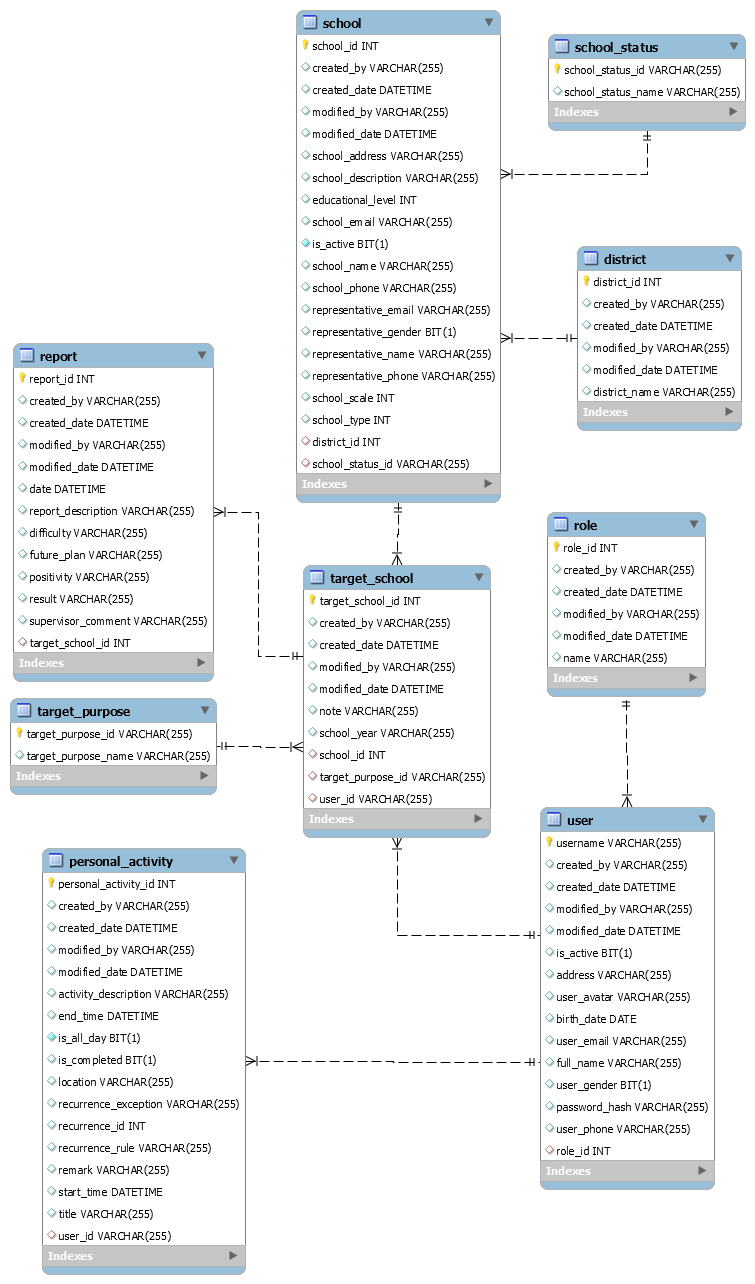 school
school_id INT
created_by VARCHAR(255)
created_date DATETIME
modified_by VARCHAR(255)
modified_date DATETIME
school_address VARCHAR(255)
school_description VARCHAR(255)
educational_level INT
school_email VARCHAR(255)
is_active BIT(1)
school_name VARCHAR(255)
school_phone VARCHAR(255)
representative_email VARCHAR(255)
representative_gender BIT(1)
representative_name VARCHAR(255)
representative_phone VARCHAR(255)
school_scale INT
school_type INT
district_id INT
school_status_id VARCHAR(255)
Indexes
school_status
school_status_id VARCHAR(255)
school_status_name VARCHAR(255)
Indexes
district
district_id INT
created_by VARCHAR(255)
created_date DATETIME
modified_by VARCHAR(255)
modified_date DATETIME
district_name VARCHAR(255)
Indexes
report
report_id INT
created_by VARCHAR(255)
created_date DATETIME
modified_by VARCHAR(255)
modified_date DATETIME
date DATETIME
report_description VARCHAR(255)
difficulty VARCHAR(255)
future_plan VARCHAR(255)
positivity VARCHAR(255)
result VARCHAR(255)
supervisor_comment VARCHAR(255)
target_school_id INT
Indexes
role
role_id INT
created_by VARCHAR(255)
created_date DATETIME
modified_by VARCHAR(255)
modified_date DATETIME
name VARCHAR(255)
Indexes
target_school
target_school_id INT
created_by VARCHAR(255)
created_date DATETIME
modified_by VARCHAR(255)
modified_date DATETIME
note VARCHAR(255)
school_year VARCHAR(255)
school_id INT
target_purpose_id VARCHAR(255)
user_id VARCHAR(255)
Indexes
target_purpose
target_purpose_id VARCHAR(255)
target_purpose_name VARCHAR(255)
Indexes
user
username VARCHAR(255)
created_by VARCHAR(255)
created_date DATETIME
modified_by VARCHAR(255)
modified_date DATETIME
is_active BIT(1)
address VARCHAR(255)
user_avatar VARCHAR(255)
birth_date DATE
user_email VARCHAR(255)
full_name VARCHAR(255)
user_gender BIT(1)
password_hash VARCHAR(255)
user_phone VARCHAR(255)
role_id INT
Indexes
personal_activity
personal_activity_id INT
created_by VARCHAR(255)
created_date DATETIME
modified_by VARCHAR(255)
modified_date DATETIME
activity_description VARCHAR(255)
end_time DATETIME
is_all_day BIT(1)
is_completed BIT(1)
location VARCHAR(255)
recurrence_exception VARCHAR(255)
recurrence_id INT
recurrence_rule VARCHAR(255)
remark VARCHAR(255)
start_time DATETIME
title VARCHAR(255)
user_id VARCHAR(255)
Indexes